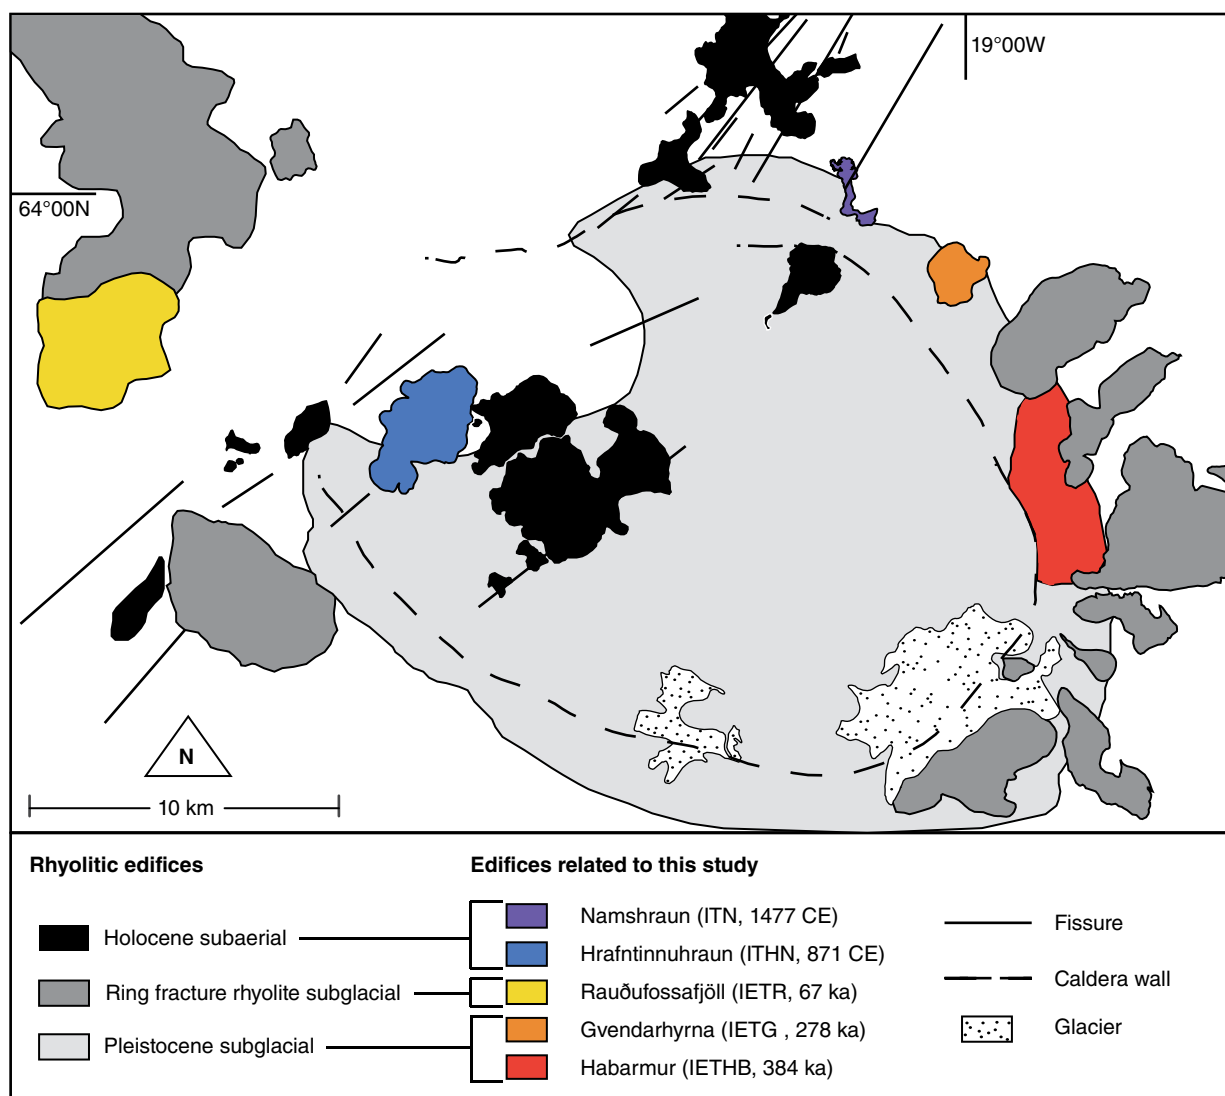 19°00W
64°00N
N
10 km
Rhyolitic edifices
Holocene subaerial
Ring fracture rhyolite subglacial
Pleistocene subglacial
Edifices related to this study
Namshraun (ITN, 1477 CE)
Hrafntinnuhraun (ITHN, 871 CE)
Rauðufossafjöll (IETR, 67 ka)
Gvendarhyrna (IETG , 278 ka)
Habarmur (IETHB, 384 ka)
Fissure
Caldera wall
Glacier